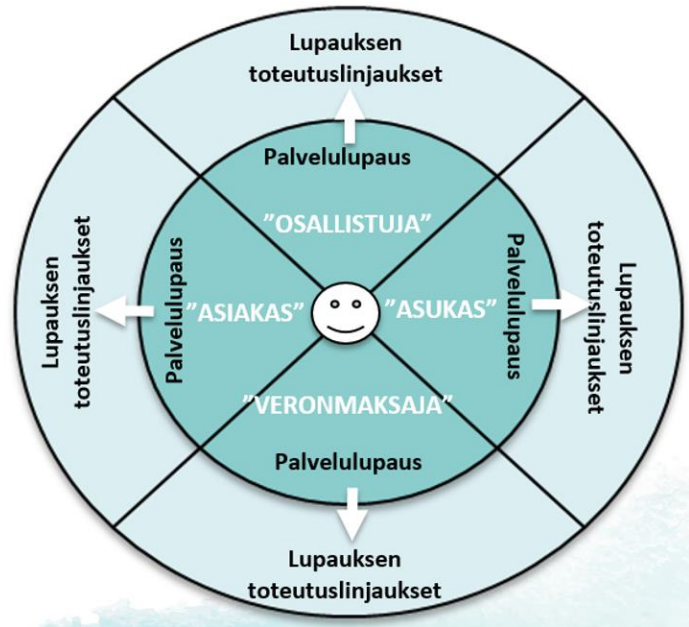 Lupauksen
toteutuslinjaukset
Palvelulupaus
"OSALLISTUJA"
Lupauksen
toteutuslinjaukset
Palvelulupaus
"ASIAKAS"
"ASUKAS"
Palvelulupaus
Lupauksen
toteutuslinjaukset
"VERONMAKSAJA"
Palvelulupaus
Lupauksen
toteutuslinjaukset